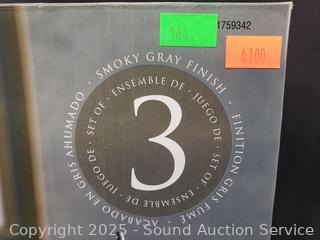 1759342
4100
SMOKY GRAY FINISH · FINITION GRIS FUMÉ · ACABADO EN GRIS AHUMADO ·
SET OF · ENSEMBLE DE · JUEGO DE · SET OF · ENSEMBLE DE · JUEGO DE ·
3
Copyright 2025 - Sound Auction Service